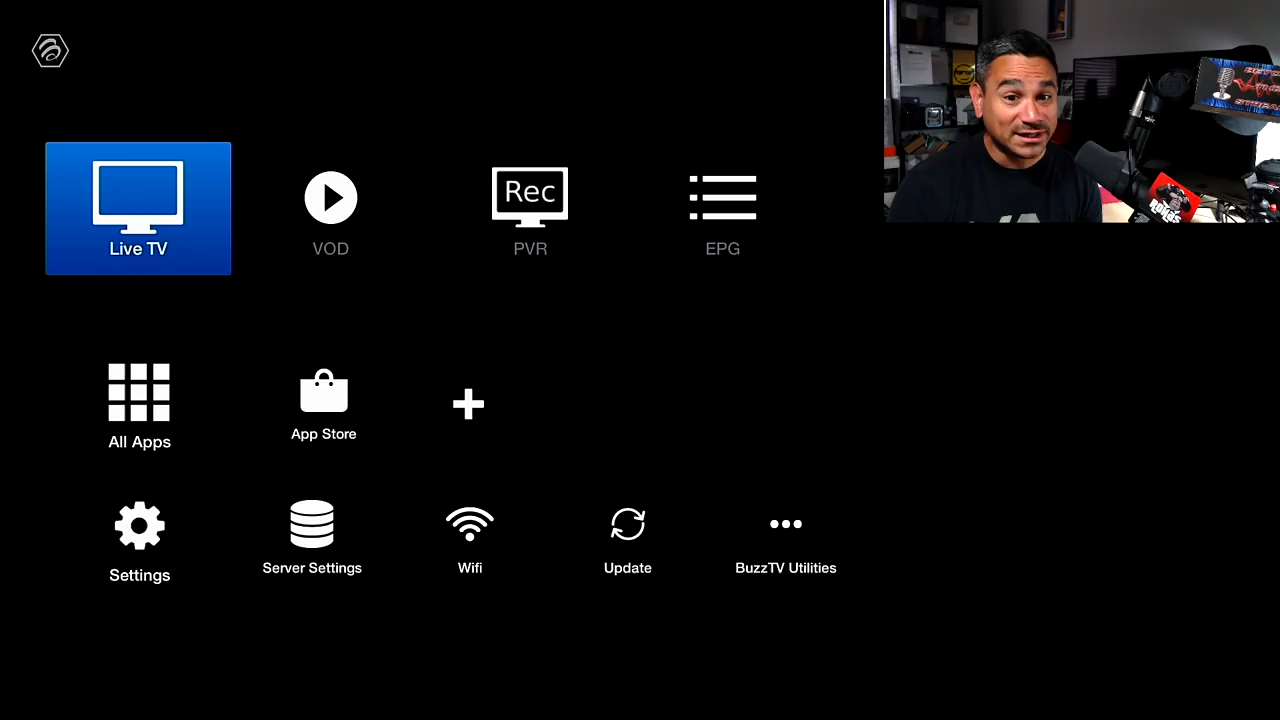 Live TV
VOD
Rec
PVR
EPG
All Apps
App Store
Settings
Server Settings
Wifi
Update
BuzzTV Utilities